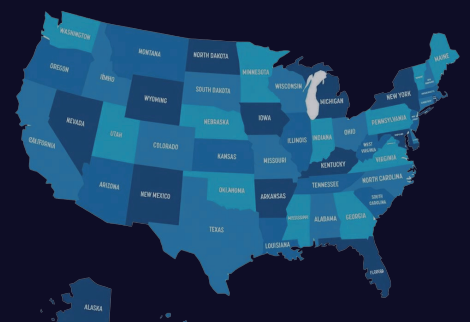 WASHINGTON
MONTANA
NORTH DAKOTA
MINNESOTA
MAINE
OREGON
IDAHO
SOUTH DAKOTA
WISCONSIN
MICHIGAN
NEW YORK
WYOMING
NEBRASKA
IOWA
PENNSYLVANIA
NEVADA
UTAH
COLORADO
ILLINOIS
INDIANA
OHIO
CALIFORNIA
KANSAS
MISSOURI
WEST
VIRGINIA
VIRGINIA
KENTUCKY
ARIZONA
NEW MEXICO
OKLAHOMA
ARKANSAS
TENNESSEE
NORTH CAROLINA
SOUTH
CAROLINA
TEXAS
LOUISIANA
MISSISSIPPI
ALABAMA
GEORGIA
FLORIDA
ALASKA